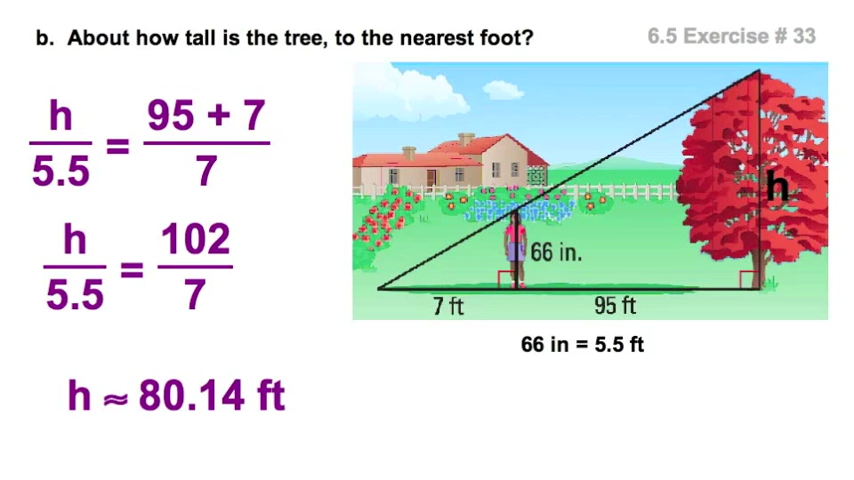 b. About how tall is the tree, to the nearest foot?
6.5 Exercise # 33
h/5.5 = 95 + 7/7
h/5.5 = 102/7
h ≈ 80.14 ft
h
66 in.
7 ft
95 ft
66 in = 5.5 ft